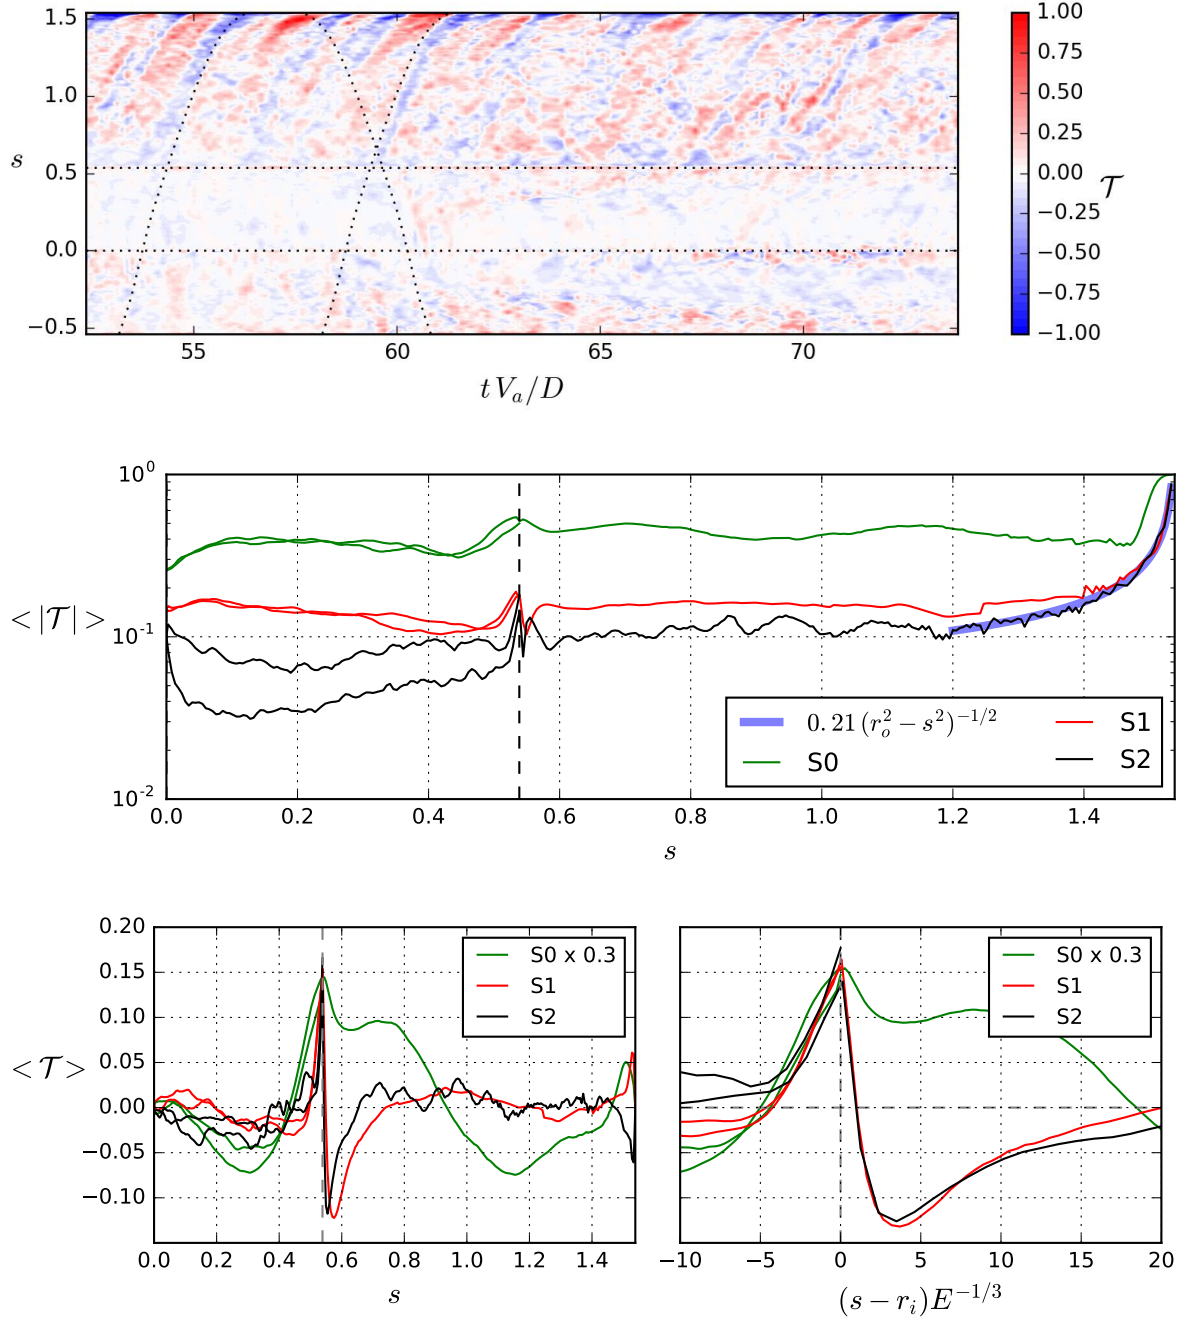 1.5
1.0
s
0.5
0.0
−0.5
55 60 65 70
t V_a/D
1.00
0.75
0.50
0.25
0.00
𝒯
−0.25
−0.50
−0.75
−1.00
10^0
< |𝒯| >
10^-1
10^-2
0.21 (r_o^2 − s^2)^{−1/2}
S0
S1
S2
0.0 0.2 0.4 0.6 0.8 1.0 1.2 1.4
s
0.20
0.15
0.10
0.05
< 𝒯 >
0.00
−0.05
−0.10
S0 x 0.3
S1
S2
0.0 0.2 0.4 0.6 0.8 1.0 1.2 1.4
s
S0 x 0.3
S1
S2
−10 −5 0 5 10 15 20
(s − r_i)E^{−1/3}